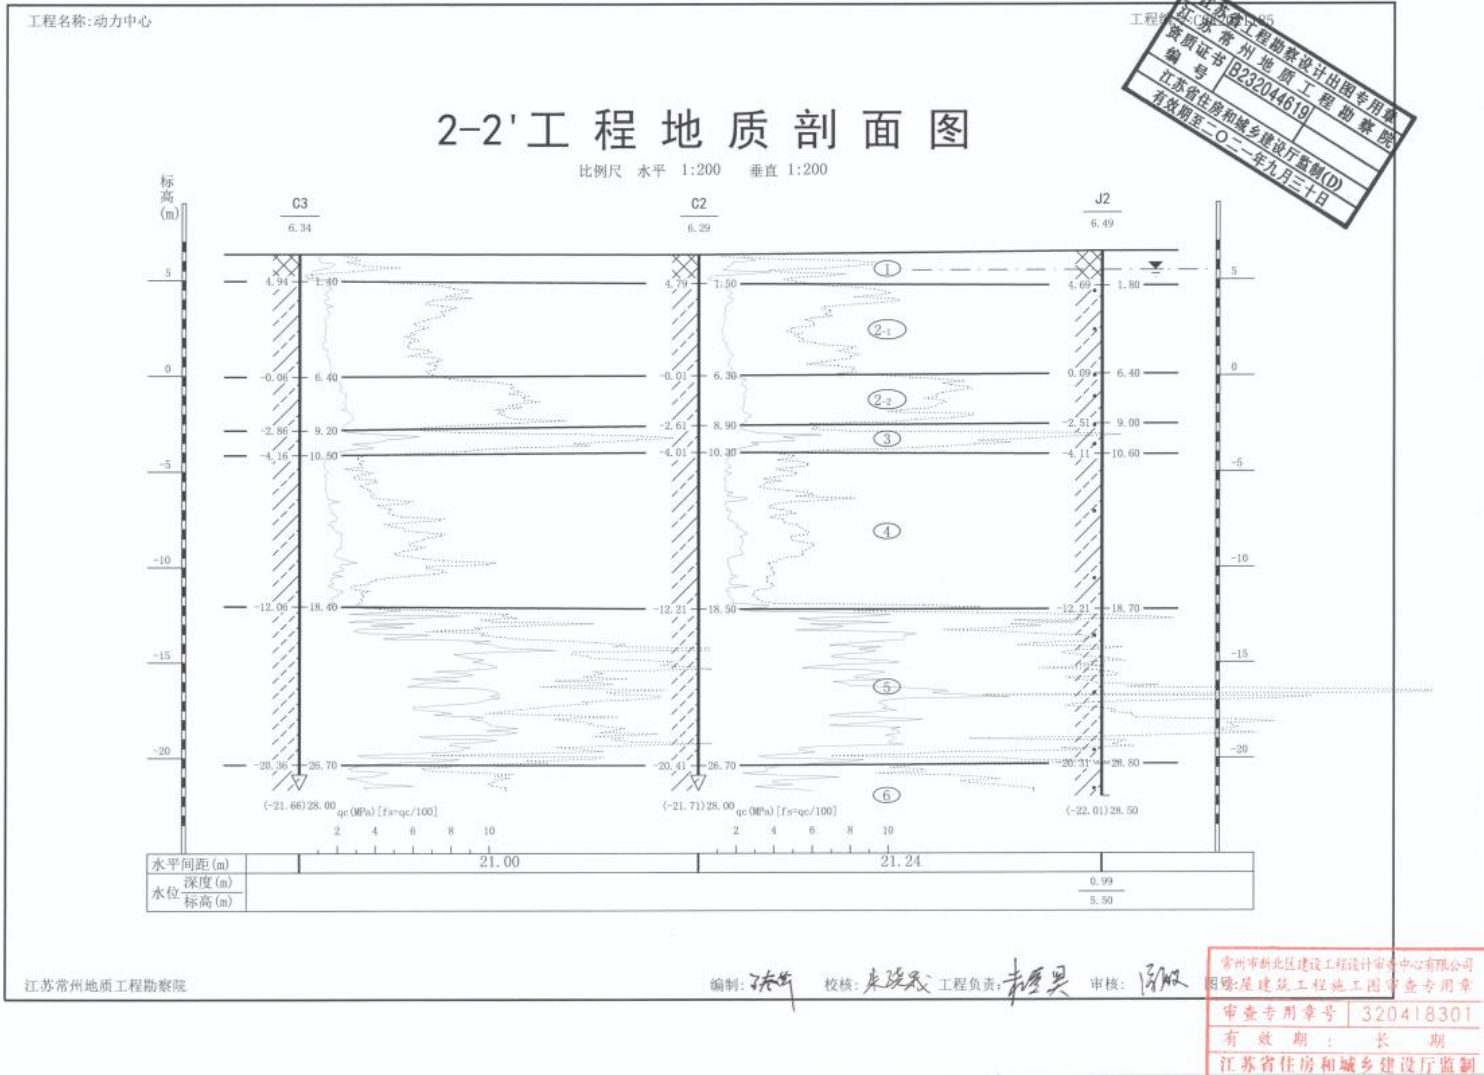 工程名称:动力中心
江苏省工程勘察设计出图专用章
江苏常州地质工程勘察院
资质证书
编号
B232044619
江苏省住房和城乡建设厅监制(D)
有效期至二〇二一年九月三十日
2-2'工程地质剖面图
比例尺 水平 1:200 垂直 1:200
标高(m)
C3
6.34
C2
6.29
J2
6.49
5
0
-5
-10
-15
-20
4.94 1.40
-0.06 6.40
-2.86 9.20
-4.16 10.50
-12.06 18.40
-20.36 26.70
(-21.66)28.00
4.79 1.50
-0.01 6.30
-2.61 8.90
-4.01 10.30
-12.21 18.50
-20.41 26.70
(-21.71)28.00
1
2-1
2-2
3
4
5
6
4.69 1.80
0.09 6.40
-2.51 9.00
-4.11 10.60
-12.21 18.70
-20.31 26.80
(-22.01)28.50
5
0
-5
-10
-15
-20
qc(MPa)[fs=qc/100]
2 4 6 8 10
qc(MPa)[fs=qc/100]
2 4 6 8 10
水平间距(m) 21.00 21.24
水位 深度(m) 0.99
标高(m) 5.50
江苏常州地质工程勘察院
编制: 校核: 工程负责: 审核: 图号:
常州市新北区建设工程设计审查中心有限公司
房屋建筑工程施工图审查专用章
审查专用章号 320418301
有效期: 长期
江苏省住房和城乡建设厅监制